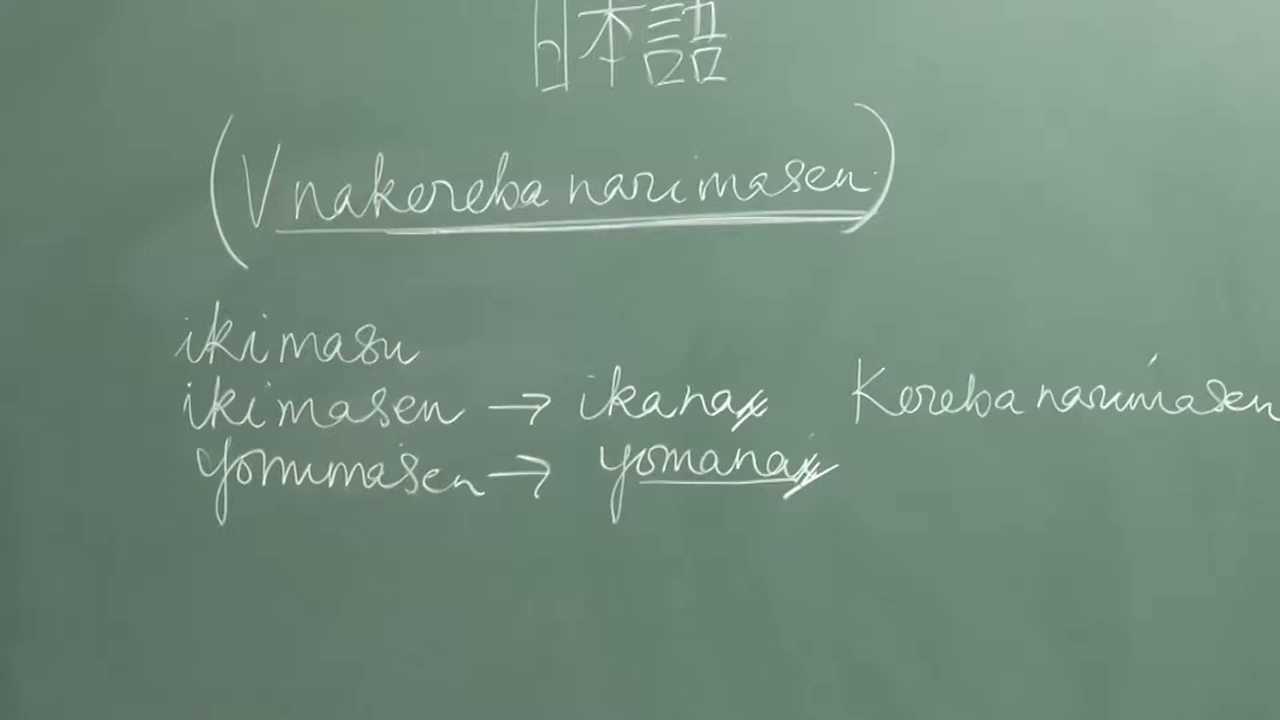 日本語
(V nakereba narimasen.)
ikimasu
ikimasen → ikanai Kereba narimasen
yomimasen → yomanai